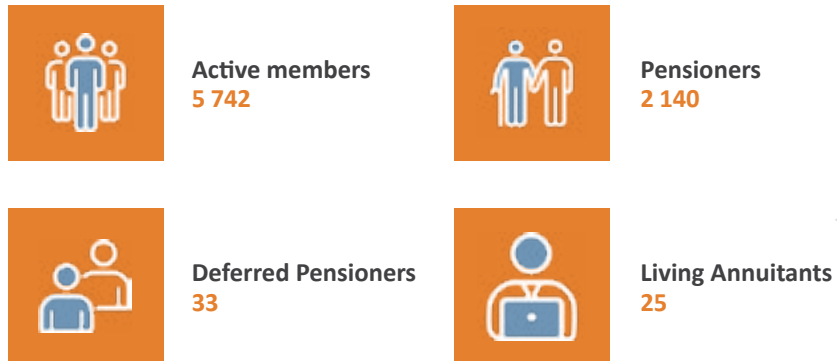 Active members
5 742
Pensioners
2 140
Deferred Pensioners
33
Living Annuitants
25